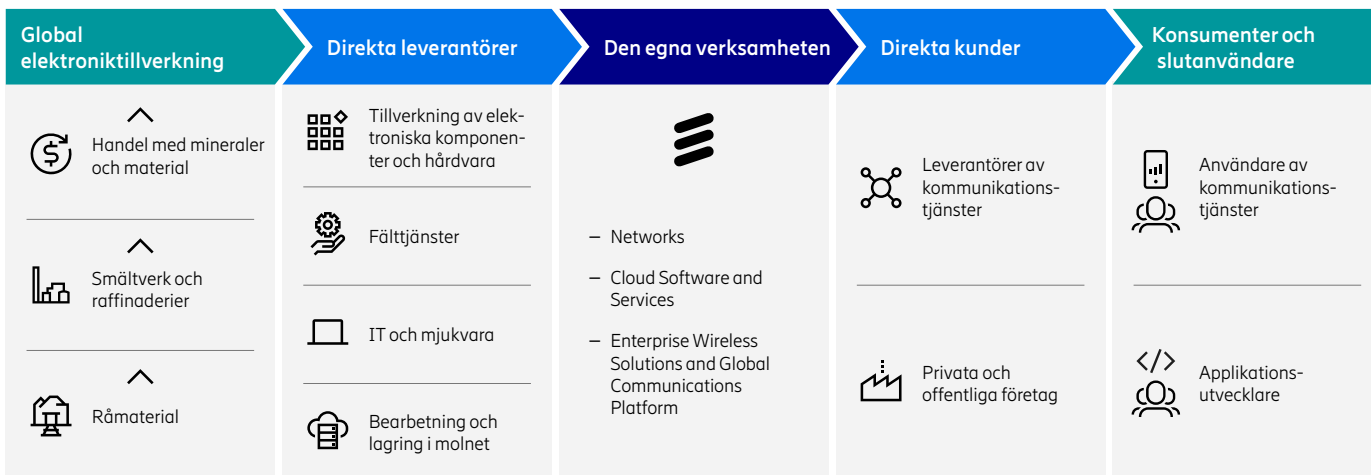 Global
elektroniktillverkning
Direkta leverantörer
Den egna verksamheten
Direkta kunder
Konsumenter och
slutanvändare
Handel med mineraler
och material
Smältverk och
raffinaderier
Råmaterial
Tillverkning av elek-
troniska komponen-
ter och hårdvara
Fälttjänster
IT och mjukvara
Bearbetning och
lagring i molnet
– Networks
– Cloud Software and
Services
– Enterprise Wireless
Solutions and Global
Communications
Platform
Leverantörer av
kommunikations-
tjänster
Privata och
offentliga företag
Användare av
kommunikations-
tjänster
Applikations-
utvecklare